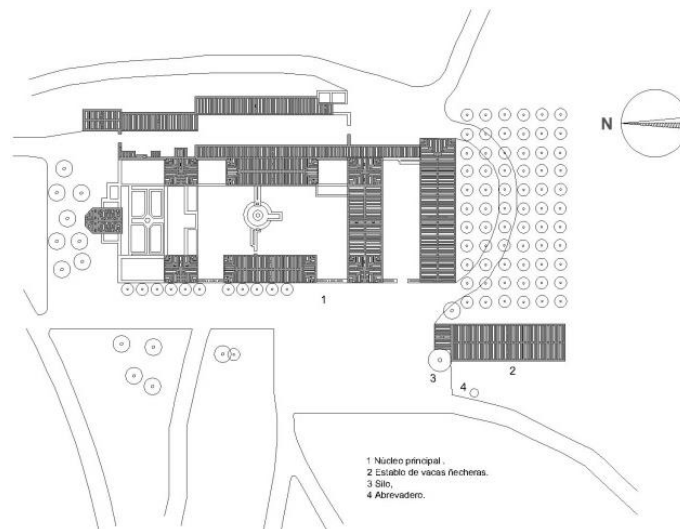 N
1
3
2
4
1 Núcleo principal .
2 Establo de vacas ñecheras.
3 Silo,
4 Abrevadero.